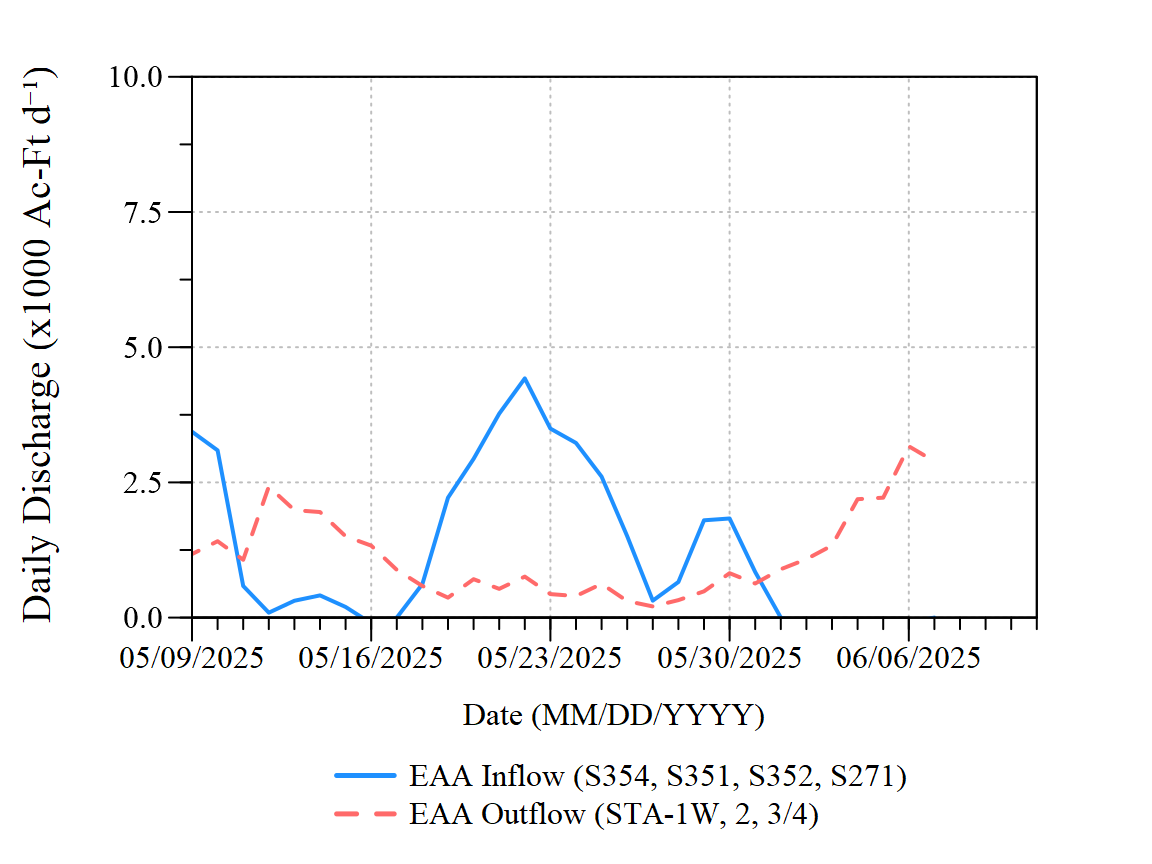 Daily Discharge (x1000 Ac-Ft d⁻¹)
10.0
7.5
5.0
2.5
0.0
05/09/2025 05/16/2025 05/23/2025 05/30/2025 06/06/2025
Date (MM/DD/YYYY)
EAA Inflow (S354, S351, S352, S271)
EAA Outflow (STA-1W, 2, 3/4)